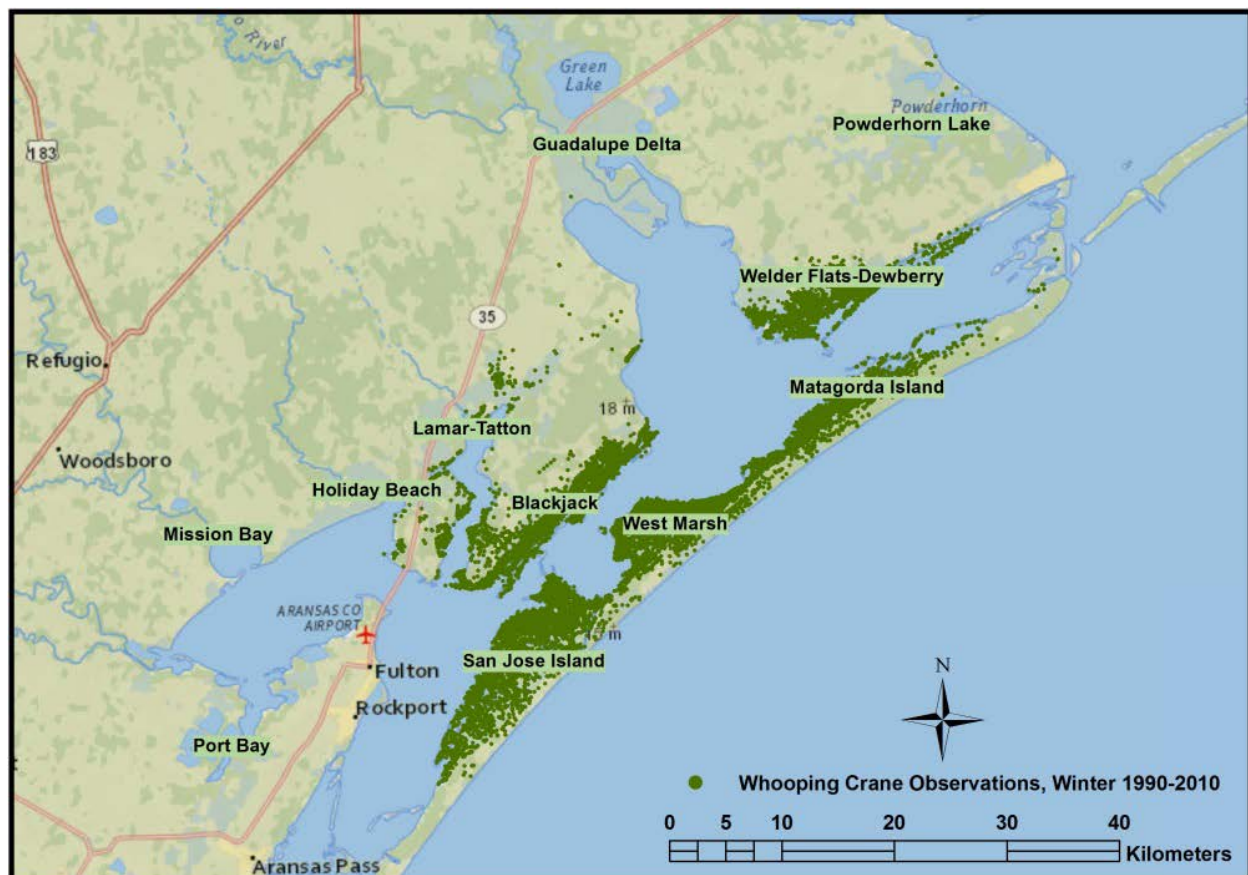 o River
Green
Lake
Powderhorn
Powderhorn Lake
183
Guadalupe Delta
Welder Flats-Dewberry
35
Refugio
Matagorda Island
18 m
Lamar-Tatton
Woodsboro
Holiday Beach
Blackjack
West Marsh
Mission Bay
ARANSAS CO
AIRPORT
San Jose Island
Fulton
N
Rockport
Port Bay
Whooping Crane Observations, Winter 1990-2010
0 5 10 20 30 40
Kilometers
Aransas Pass